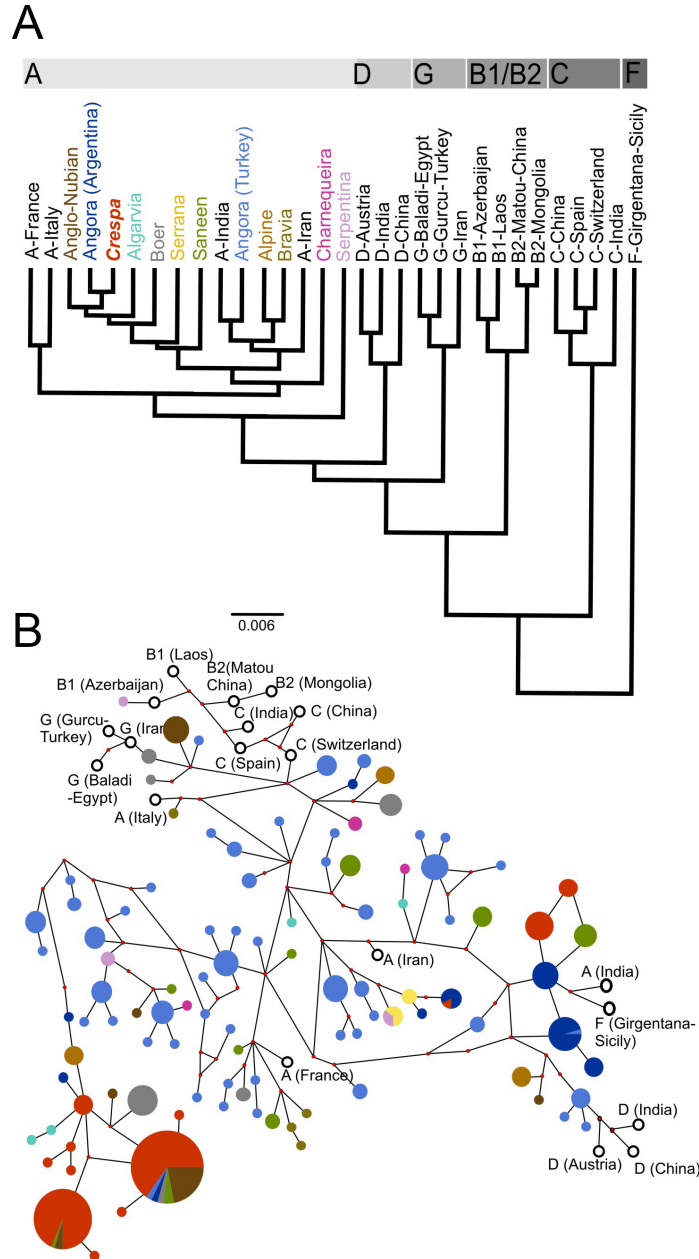 A
A D G B1/B2 C F
A-France
A-Italy
Anglo-Nubian
Angora (Argentina)
Crespa
Algarvia
Boer
Serrana
Saneen
A-India
Angora (Turkey)
Alpine
Bravia
A-Iran
Charnequeira
Serpentina
D-Austria
D-India
D-China
G-Baladi-Egypt
G-Gurcu-Turkey
G-Iran
B1-Azerbaijan
B1-Laos
B2-Matou-China
B2-Mongolia
C-China
C-Spain
C-Switzerland
C-India
F-Girgentana-Sicily
B
0.006
B1 (Laos)
B2(Matou
China)
B2 (Mongolia)
B1 (Azerbaijan)
C (India)
C (China)
G (Gurcu-
Turkey)
G (Iran
C (Spain)
C (Switzerland)
G (Baladi
-Egypt)
A (Italy)
A (Iran)
A (India)
F (Girgentana-
Sicily)
A (France)
D (India)
D (Austria)
D (China)